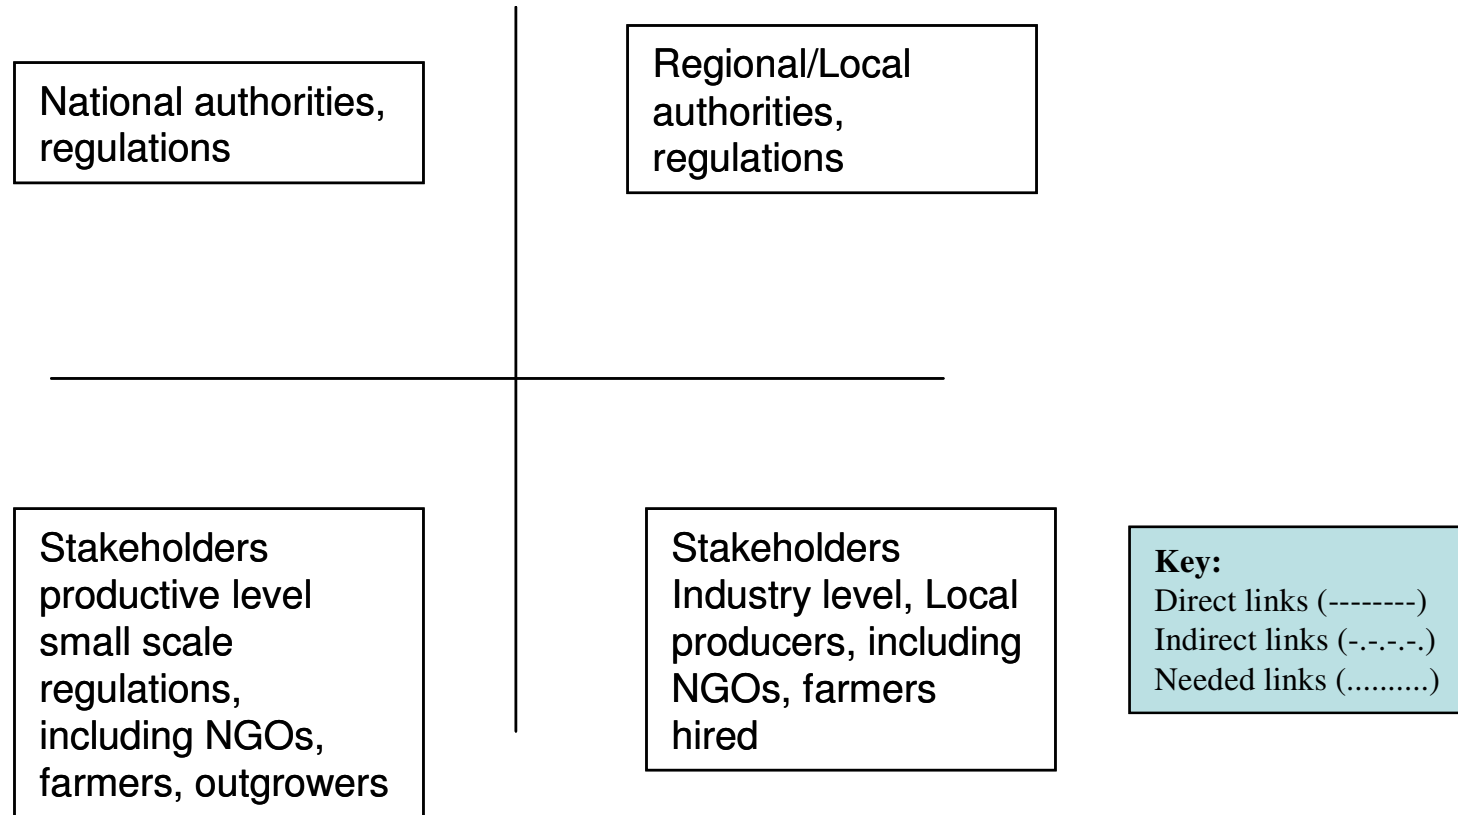 National authorities,
regulations
Regional/Local
authorities,
regulations
Stakeholders
productive level
small scale
regulations,
including NGOs,
farmers, outgrowers
Stakeholders
Industry level, Local
producers, including
NGOs, farmers
hired
Key:
Direct links (--------)
Indirect links (-.-.-.-.)
Needed links (..........)